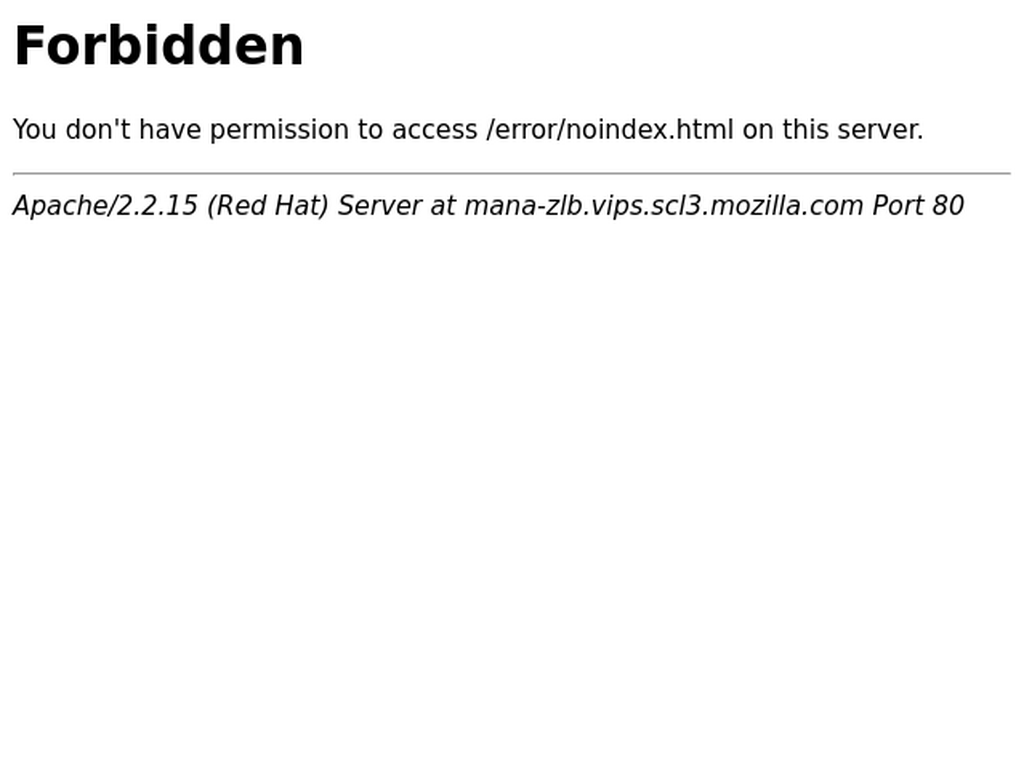 Forbidden
You don't have permission to access /error/noindex.html on this server.
Apache/2.2.15 (Red Hat) Server at mana-zlb.vips.scl3.mozilla.com Port 80